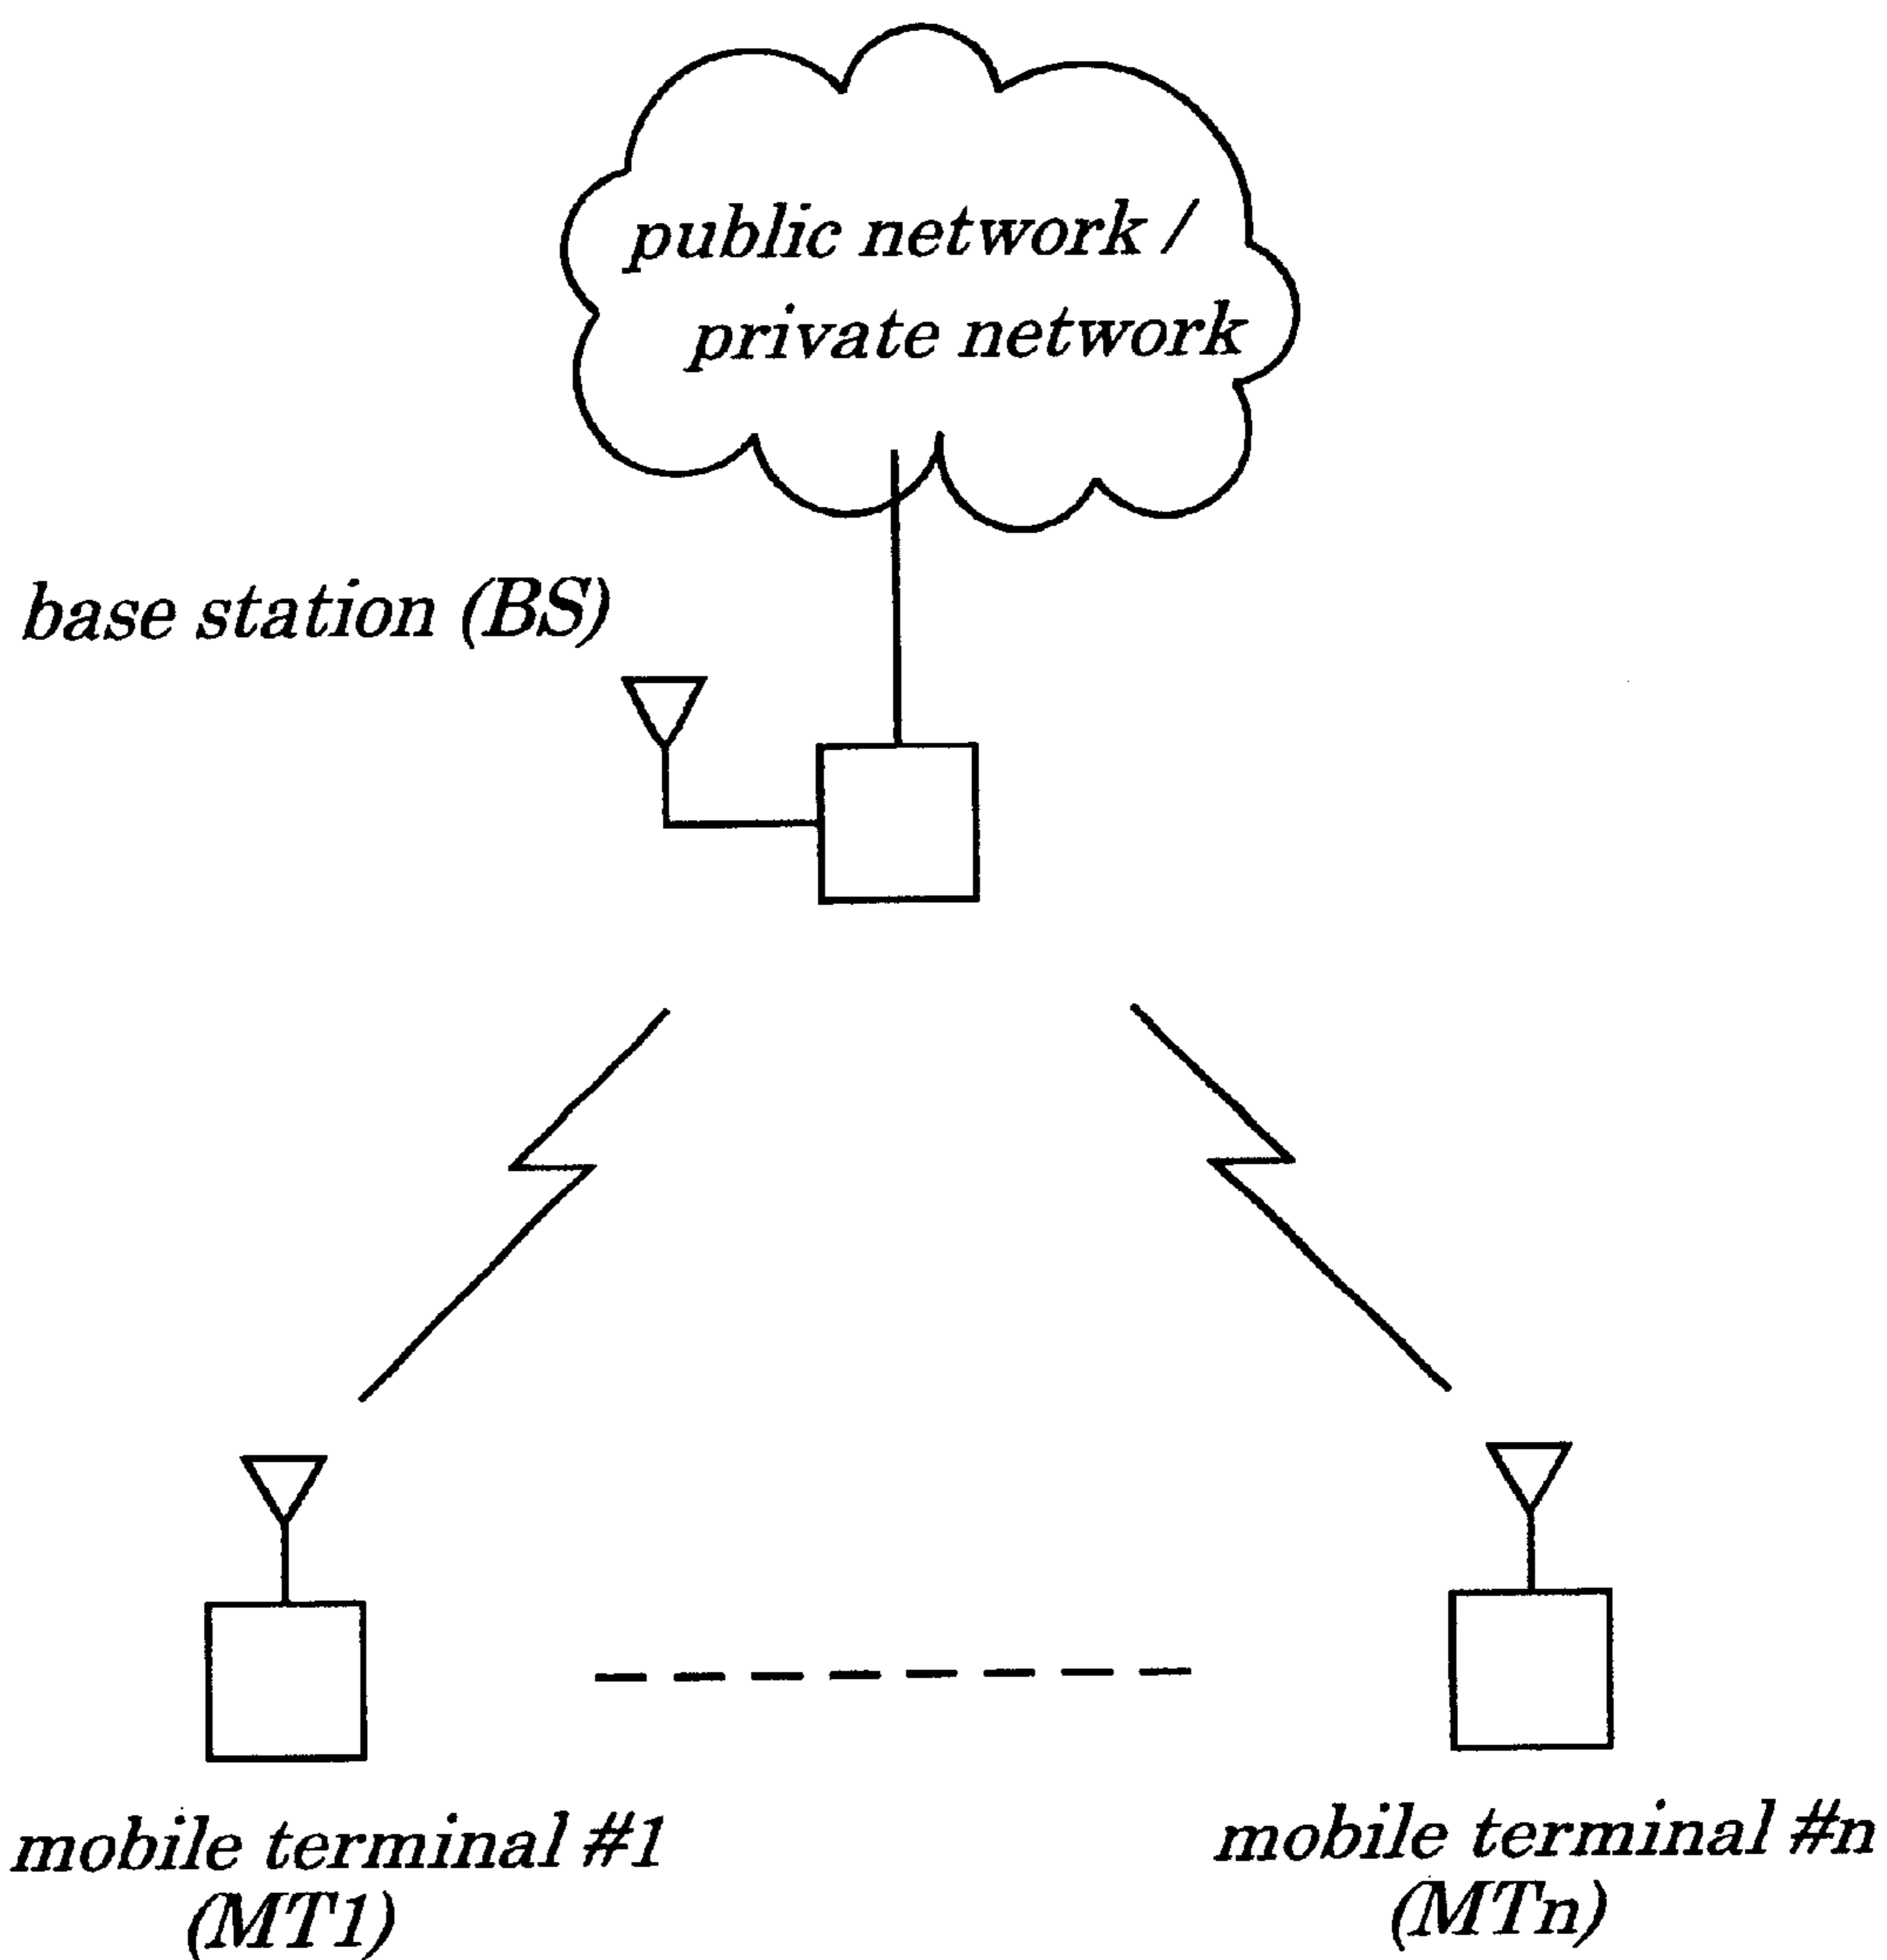 public network /
private network
base station (BS)
mobile terminal #1
(MT1)
mobile terminal #n
(MTn)